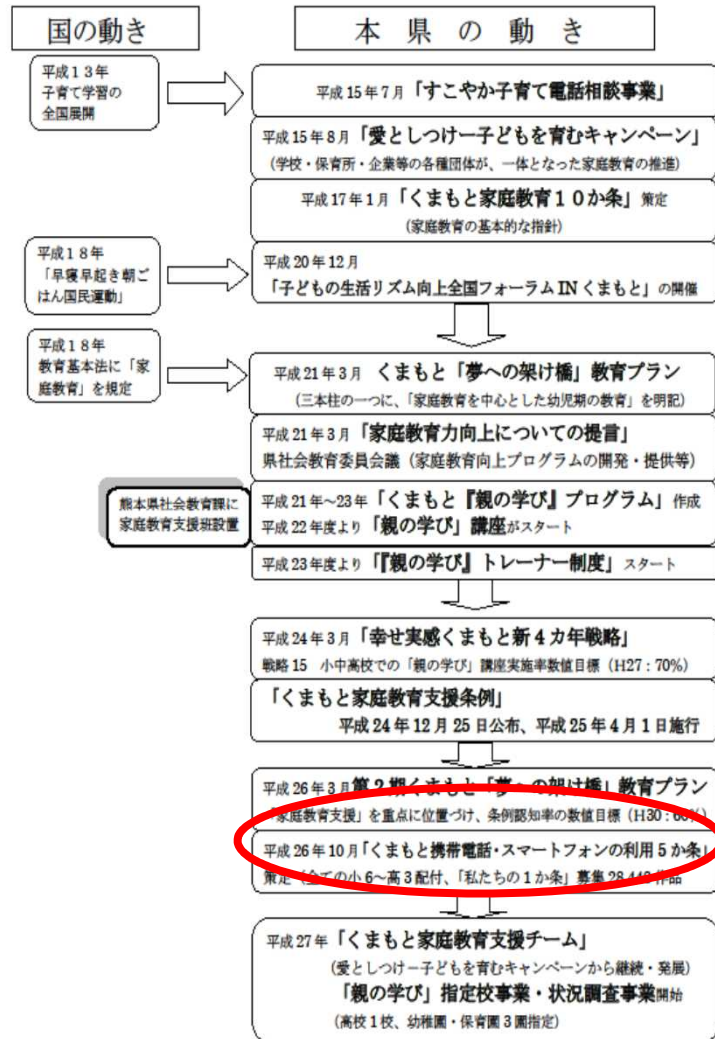 国の動き
本県の動き
平成13年
子育て学習の
全国展開
平成15年7月「すこやか子育て電話相談事業」
平成15年8月「愛としつけー子どもを育むキャンペーン」
(学校・保育所・企業等の各種団体が、一体となった家庭教育の推進)
平成17年1月「くまもと家庭教育10か条」策定
(家庭教育の基本的な指針)
平成18年
「早寝早起き朝ご
はん国民運動」
平成20年12月
「子どもの生活リズム向上全国フォーラムINくまもと」の開催
平成18年
教育基本法に「家
庭教育」を規定
平成21年3月 くまもと「夢への架け橋」教育プラン
(三本柱の一つに、「家庭教育を中心とした幼児期の教育」を明記)
平成21年3月「家庭教育力向上についての提言」
県社会教育委員会議(家庭教育向上プログラムの開発・提供等)
熊本県社会教育課に
家庭教育支援班設置
平成21年~23年「くまもと『親の学び』プログラム」作成
平成22年度より「親の学び」講座がスタート
平成23年度より「『親の学び』トレーナー制度」スタート
平成24年3月「幸せ実感くまもと新4カ年戦略」
戦略15 小中高校での「親の学び」講座実施率数値目標(H27:70%)
「くまもと家庭教育支援条例」
平成24年12月25日公布、平成25年4月1日施行
平成26年3月第2期くまもと「夢への架け橋」教育プラン
「家庭教育支援」を重点に位置づけ、条例認知率の数値目標(H30:60%)
平成26年10月「くまもと携帯電話・スマートフォンの利用5か条」
策定(全ての小6~高3配付、「私たちの1か条」募集 作品
平成27年「くまもと家庭教育支援チーム」
(愛としつけー子どもを育むキャンペーンから継続・発展)
「親の学び」指定校事業・状況調査事業開始
(高校1校、幼稚園・保育園3園指定)